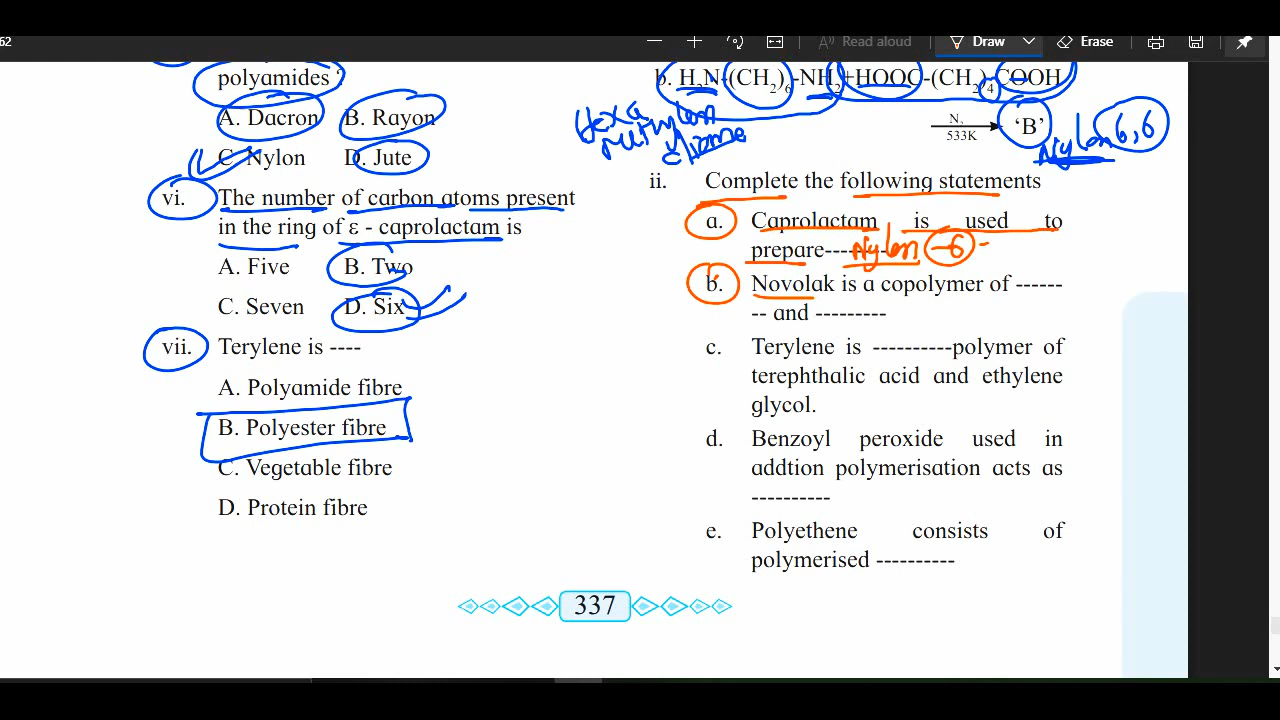 62
Read aloud
Draw
Erase
polyamides ?
A. Dacron B. Rayon
C. Nylon D. Jute
vi. The number of carbon atoms present
in the ring of ε - caprolactam is
A. Five B. Two
C. Seven D. Six
vii. Terylene is ----
A. Polyamide fibre
B. Polyester fibre
C. Vegetable fibre
D. Protein fibre
b. H2N-(CH2)6-NH2+HOOC-(CH2)4COOH
Hexa
diamine
N2
533K
'B'
Nylon 6,6
ii. Complete the following statements
a. Caprolactam is used to
prepare--------- Nylon -6-
b. Novolak is a copolymer of ------
-- and ---------
c. Terylene is ----------polymer of
terephthalic acid and ethylene
glycol.
d. Benzoyl peroxide used in
addtion polymerisation acts as
----------
e. Polyethene consists of
polymerised ----------
337